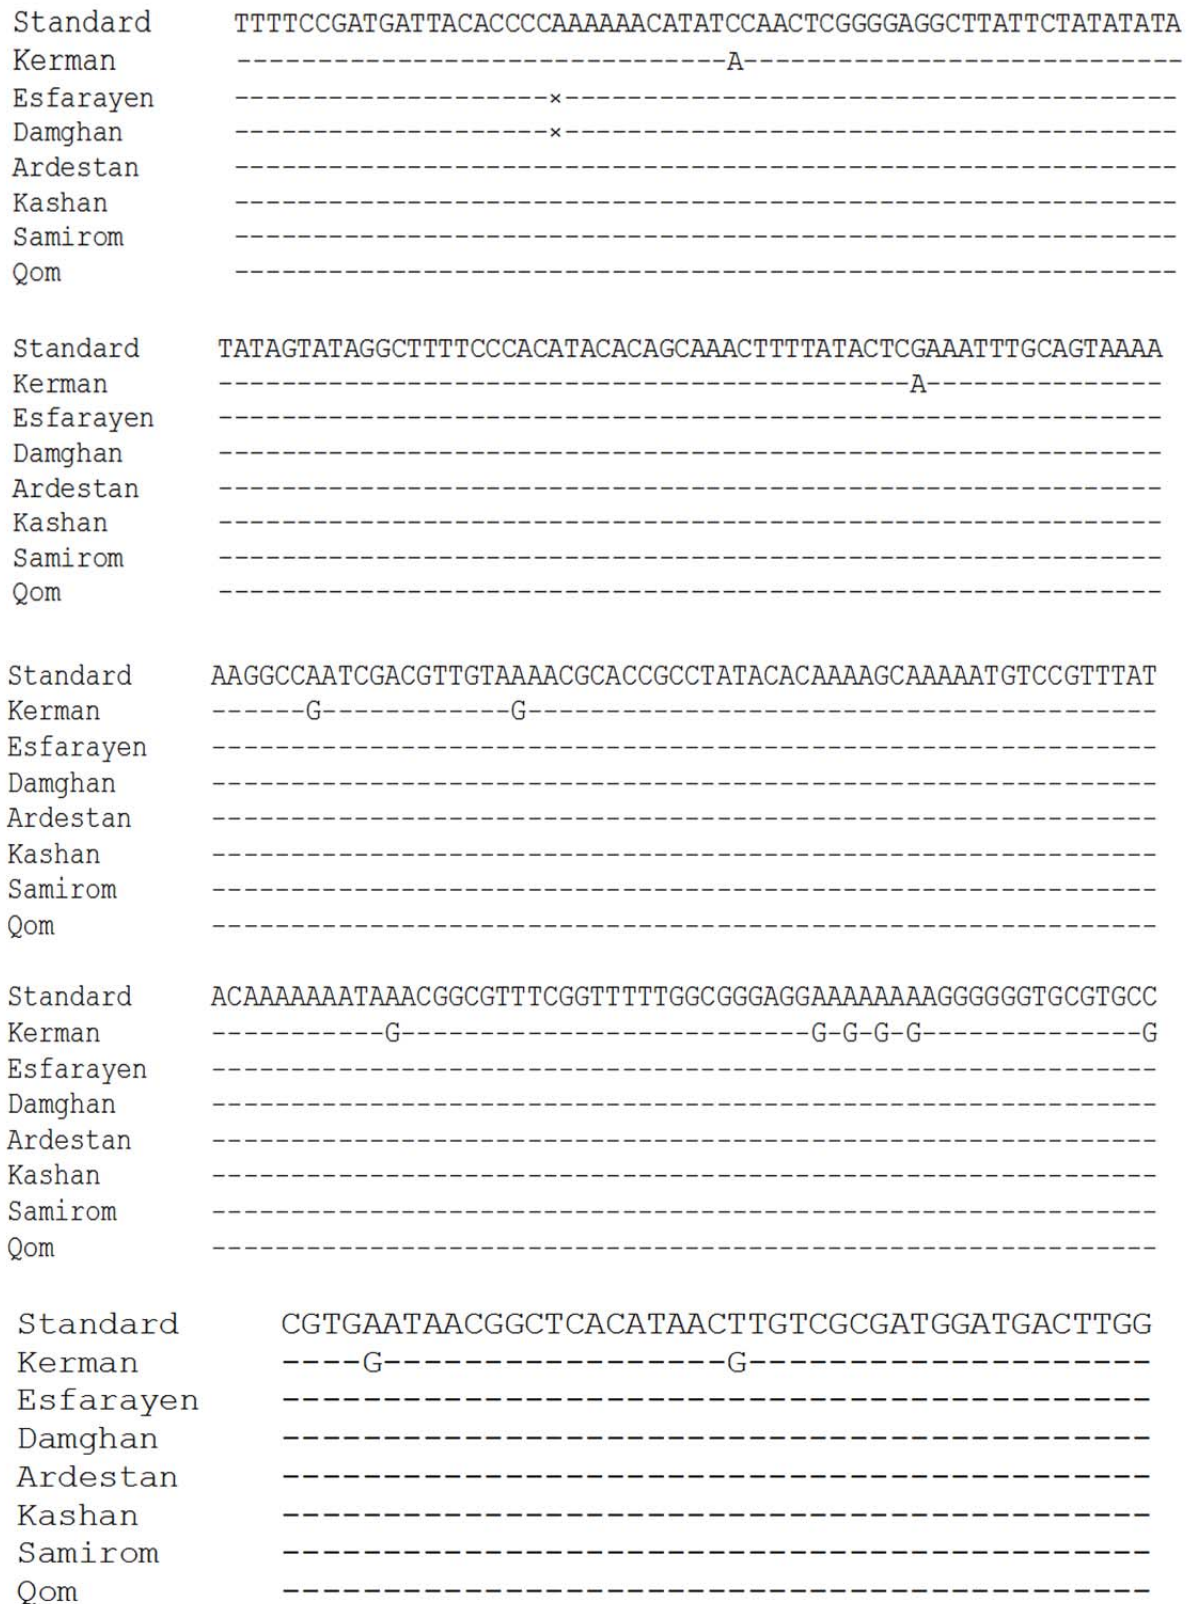 Standard TTTTCCGATGATTACACCCCAAAAAACATATCCAACTCGGGGAGGCTTATTCTATATATA
Kerman -------------------------------A----------------------------
Esfarayen --------------------×---------------------------------------
Damghan --------------------×---------------------------------------
Ardestan ------------------------------------------------------------
Kashan ------------------------------------------------------------
Samirom ------------------------------------------------------------
Qom ------------------------------------------------------------
Standard TATAGTATAGGCTTTTCCCACATACACAGCAAACTTTTATACTCGAAATTTGCAGTAAAA
Kerman --------------------------------------------A---------------
Esfarayen ------------------------------------------------------------
Damghan ------------------------------------------------------------
Ardestan ------------------------------------------------------------
Kashan ------------------------------------------------------------
Samirom ------------------------------------------------------------
Qom ------------------------------------------------------------
Standard AAGGCCAATCGACGTTGTAAAACGCACCGCCTATACACAAAAGCAAAAATGTCCGTTTAT
Kerman ------G------------G----------------------------------------
Esfarayen ------------------------------------------------------------
Damghan ------------------------------------------------------------
Ardestan ------------------------------------------------------------
Kashan ------------------------------------------------------------
Samirom ------------------------------------------------------------
Qom ------------------------------------------------------------
Standard ACAAAAAAATAAACGGCGTTTCGGTTTTTGGCGGGAGGAAAAAAAAGGGGGGTGCGTGCC
Kerman -----------G--------------------------G-G-G-G--------------G
Esfarayen ------------------------------------------------------------
Damghan ------------------------------------------------------------
Ardestan ------------------------------------------------------------
Kashan ------------------------------------------------------------
Samirom ------------------------------------------------------------
Qom ------------------------------------------------------------
Standard CGTGAATAACGGCTCACATAACTTGTCGCGATGGATGACTTGG
Kerman ----G-----------------G--------------------
Esfarayen -------------------------------------------
Damghan -------------------------------------------
Ardestan -------------------------------------------
Kashan -------------------------------------------
Samirom -------------------------------------------
Qom -------------------------------------------